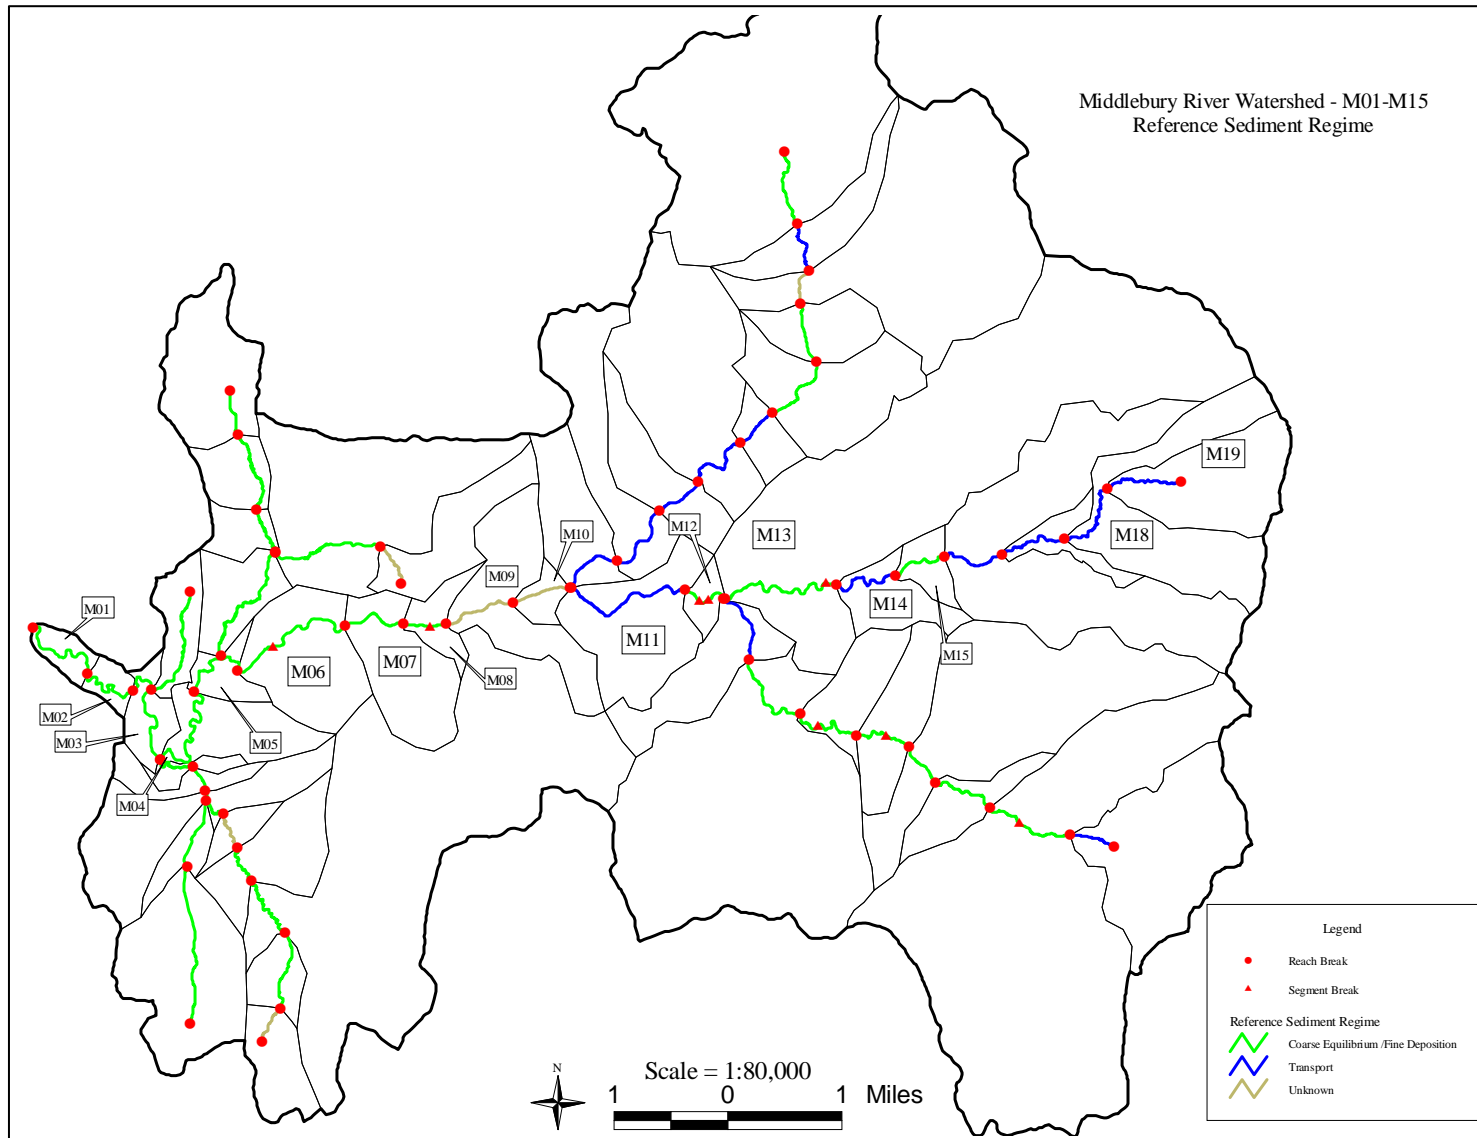 Middlebury River Watershed - M01-M15
Reference Sediment Regime
M19
M13
M12
M18
M10
M09
M14
M01
M11
M15
M06
M07
M08
M02
M03
M05
M04
Legend
Reach Break
Segment Break
Reference Sediment Regime
Coarse Equilibrium /Fine Deposition
Transport
Unknown
N
Scale = 1:80,000
1 0 1 Miles